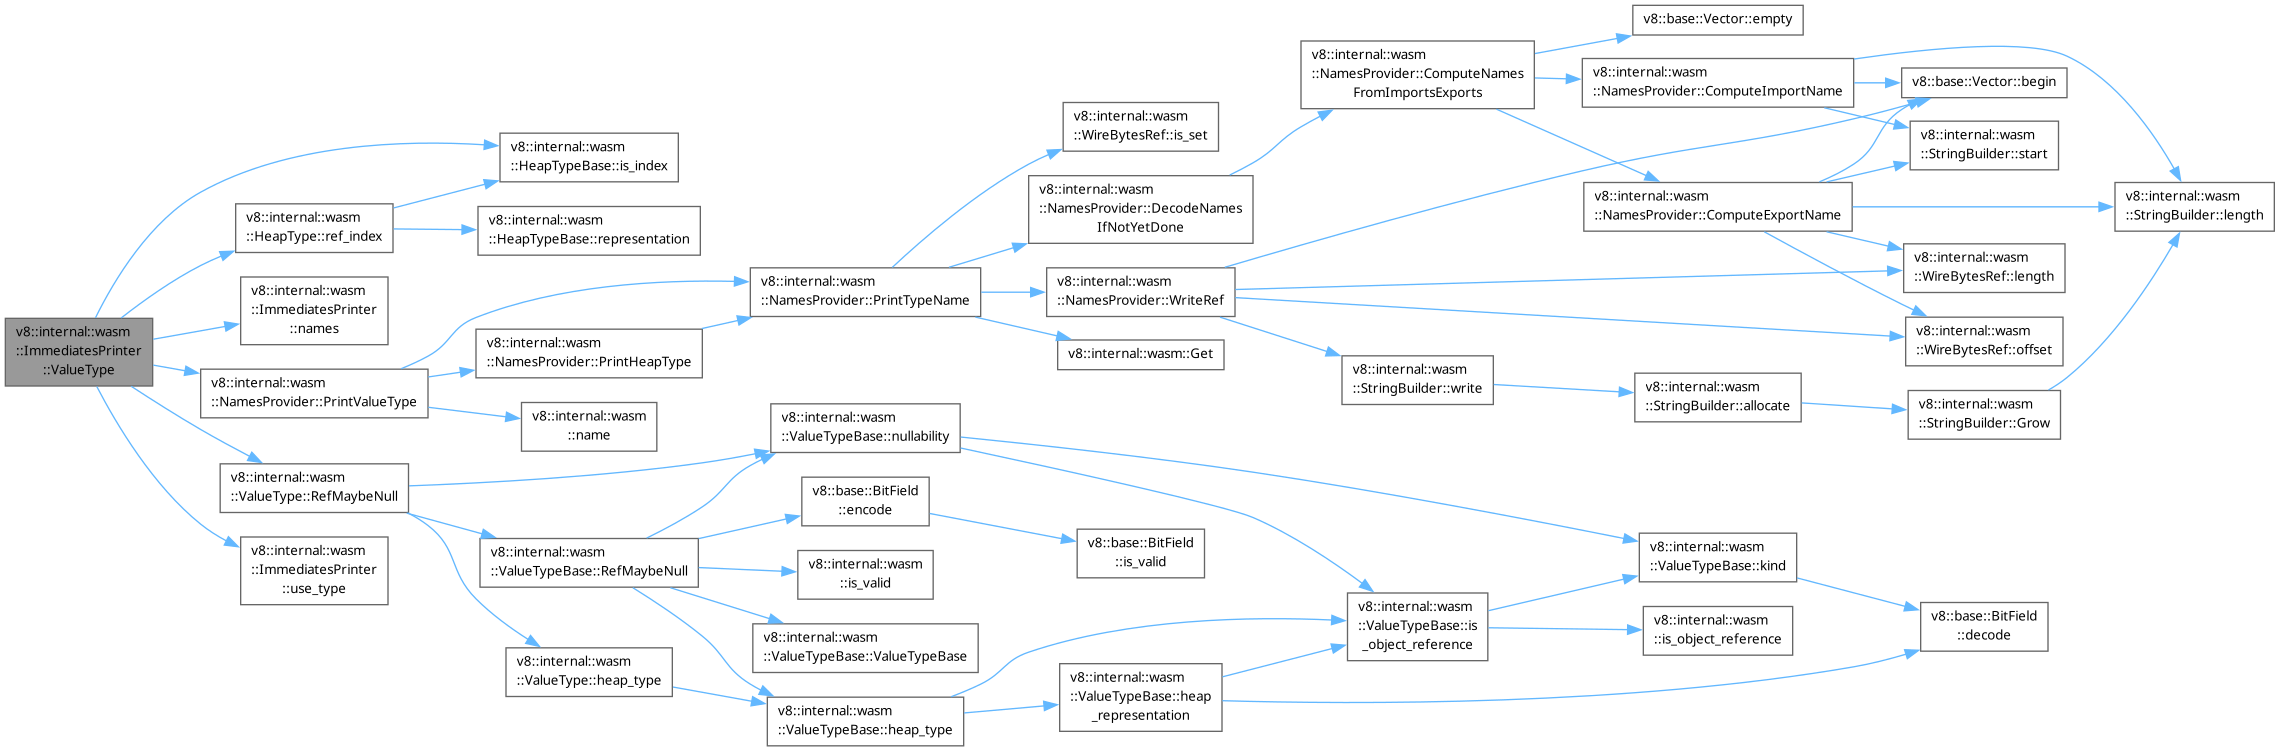 v8::internal::wasm
::ImmediatesPrinter
::ValueType
v8::internal::wasm
::HeapTypeBase::is_index
v8::internal::wasm
::HeapType::ref_index
v8::internal::wasm
::HeapTypeBase::representation
v8::internal::wasm
::ImmediatesPrinter
::names
v8::internal::wasm
::NamesProvider::PrintValueType
v8::internal::wasm
::NamesProvider::PrintHeapType
v8::internal::wasm
::name
v8::internal::wasm
::ValueType::RefMaybeNull
v8::internal::wasm
::ImmediatesPrinter
::use_type
v8::internal::wasm
::ValueTypeBase::RefMaybeNull
v8::internal::wasm
::ValueType::heap_type
v8::internal::wasm
::NamesProvider::PrintTypeName
v8::internal::wasm
::ValueTypeBase::nullability
v8::base::BitField
::encode
v8::internal::wasm
::is_valid
v8::internal::wasm
::ValueTypeBase::ValueTypeBase
v8::internal::wasm
::ValueTypeBase::heap_type
v8::internal::wasm
::WireBytesRef::is_set
v8::internal::wasm
::NamesProvider::DecodeNames
IfNotYetDone
v8::internal::wasm
::NamesProvider::WriteRef
v8::internal::wasm::Get
v8::base::BitField
::is_valid
v8::internal::wasm
::ValueTypeBase::heap
_representation
v8::internal::wasm
::NamesProvider::ComputeNames
FromImportsExports
v8::internal::wasm
::StringBuilder::write
v8::internal::wasm
::ValueTypeBase::is
_object_reference
v8::base::Vector::empty
v8::internal::wasm
::NamesProvider::ComputeImportName
v8::internal::wasm
::NamesProvider::ComputeExportName
v8::internal::wasm
::StringBuilder::allocate
v8::internal::wasm
::ValueTypeBase::kind
v8::internal::wasm
::is_object_reference
v8::base::Vector::begin
v8::internal::wasm
::StringBuilder::start
v8::internal::wasm
::WireBytesRef::length
v8::internal::wasm
::WireBytesRef::offset
v8::internal::wasm
::StringBuilder::Grow
v8::base::BitField
::decode
v8::internal::wasm
::StringBuilder::length